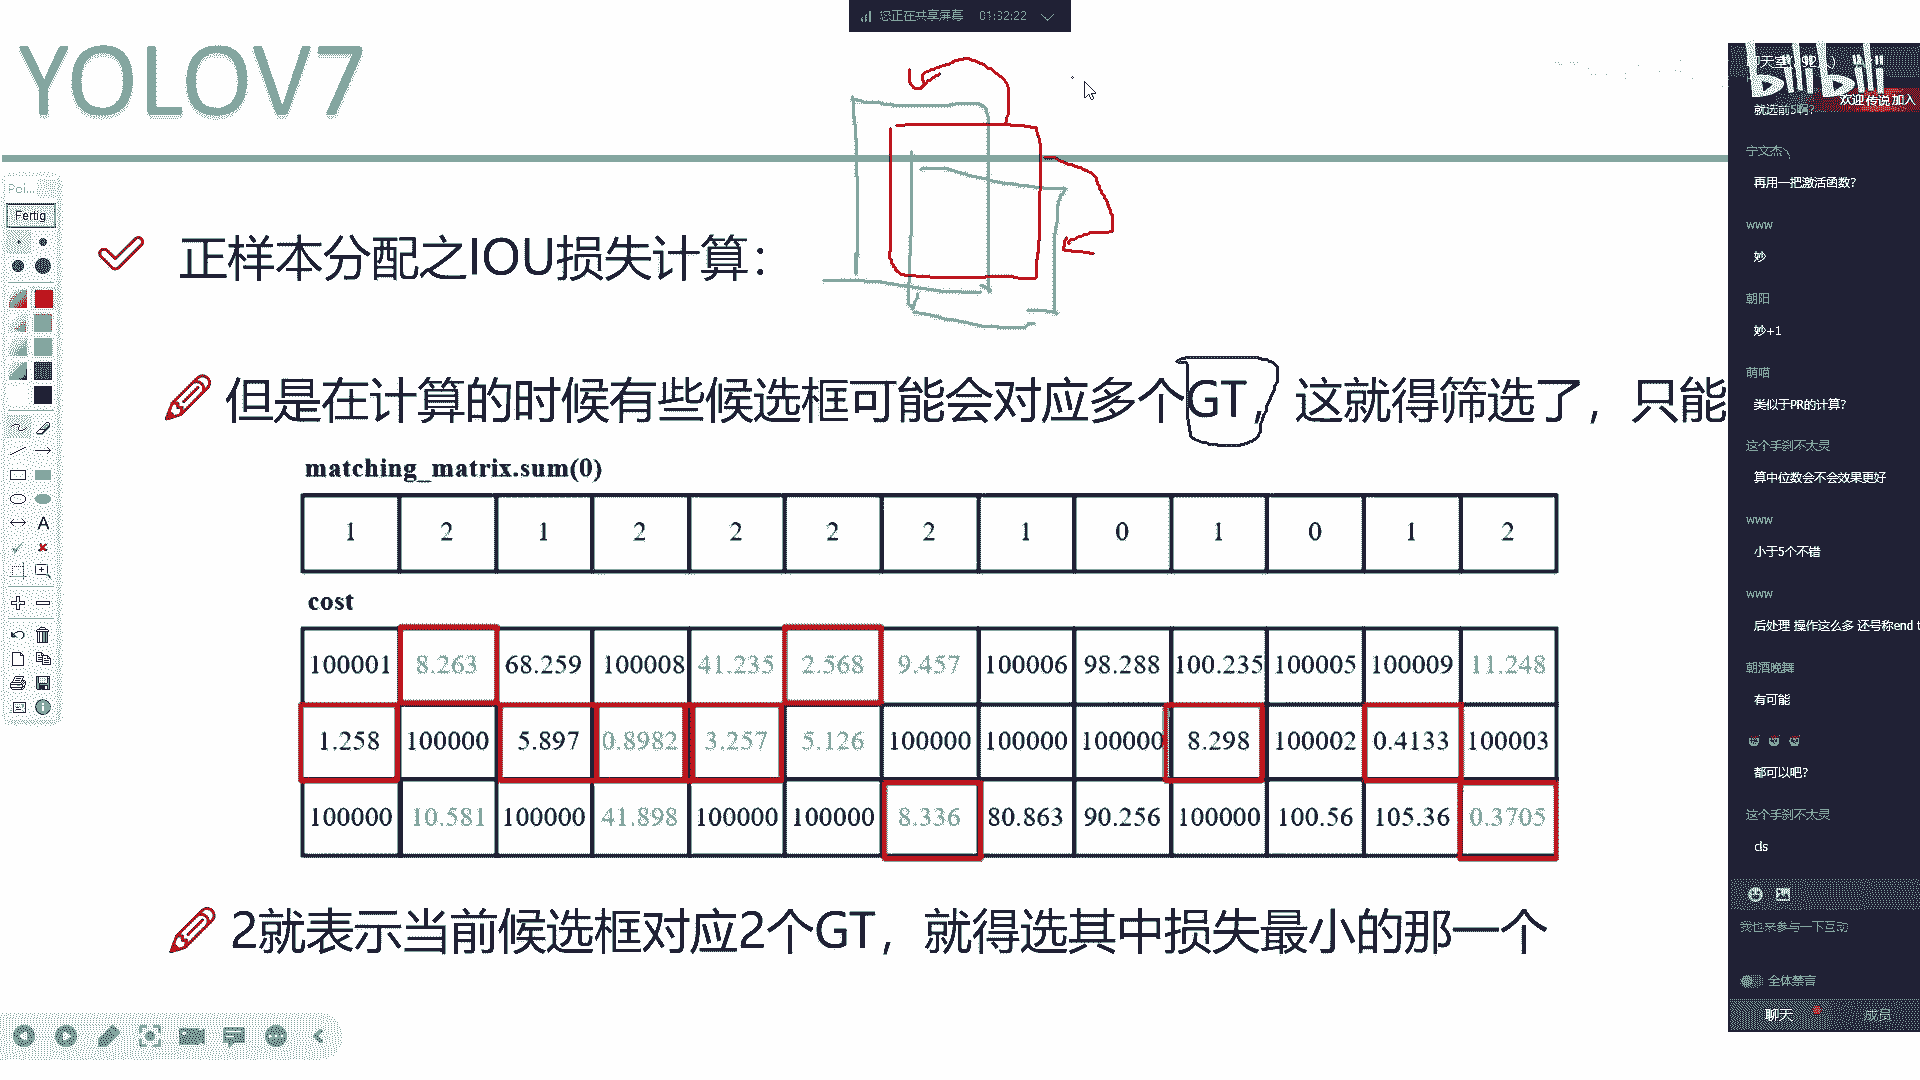 您正在共享屏幕 01:32:22
YOLOV7
Poi...
Fertig
正样本分配之IOU损失计算：
但是在计算的时候有些候选框可能会对应多个GT，这就得筛选了，只能
matching_matrix.sum(0)
1 2 1 2 2 2 2 1 0 1 0 1 2
cost
100001 8.263 68.259 100008 41.235 2.568 9.457 100006 98.288 100.235 100005 100009 11.248
1.258 100000 5.897 0.8982 3.257 5.126 100000 100000 100000 8.298 100002 0.4133 100003
100000 10.581 100000 41.898 100000 100000 8.336 80.863 90.256 100000 100.56 105.36 0.3705
2就表示当前候选框对应2个GT，就得选其中损失最小的那一个
bilibili
欢迎传说加入
就选前5啊?
宁文杰
再用一把激活函数?
www
妙
朝阳
妙+1
萌喵
类似于PR的计算?
这个手刹不太灵
算中位数会不会效果更好
www
小于5个不错
www
后处理 操作这么多 还号称end t
朝酒晚舞
有可能
都可以吧?
这个手刹不太灵
cls
我也来参与一下互动
全体禁言
聊天 成员